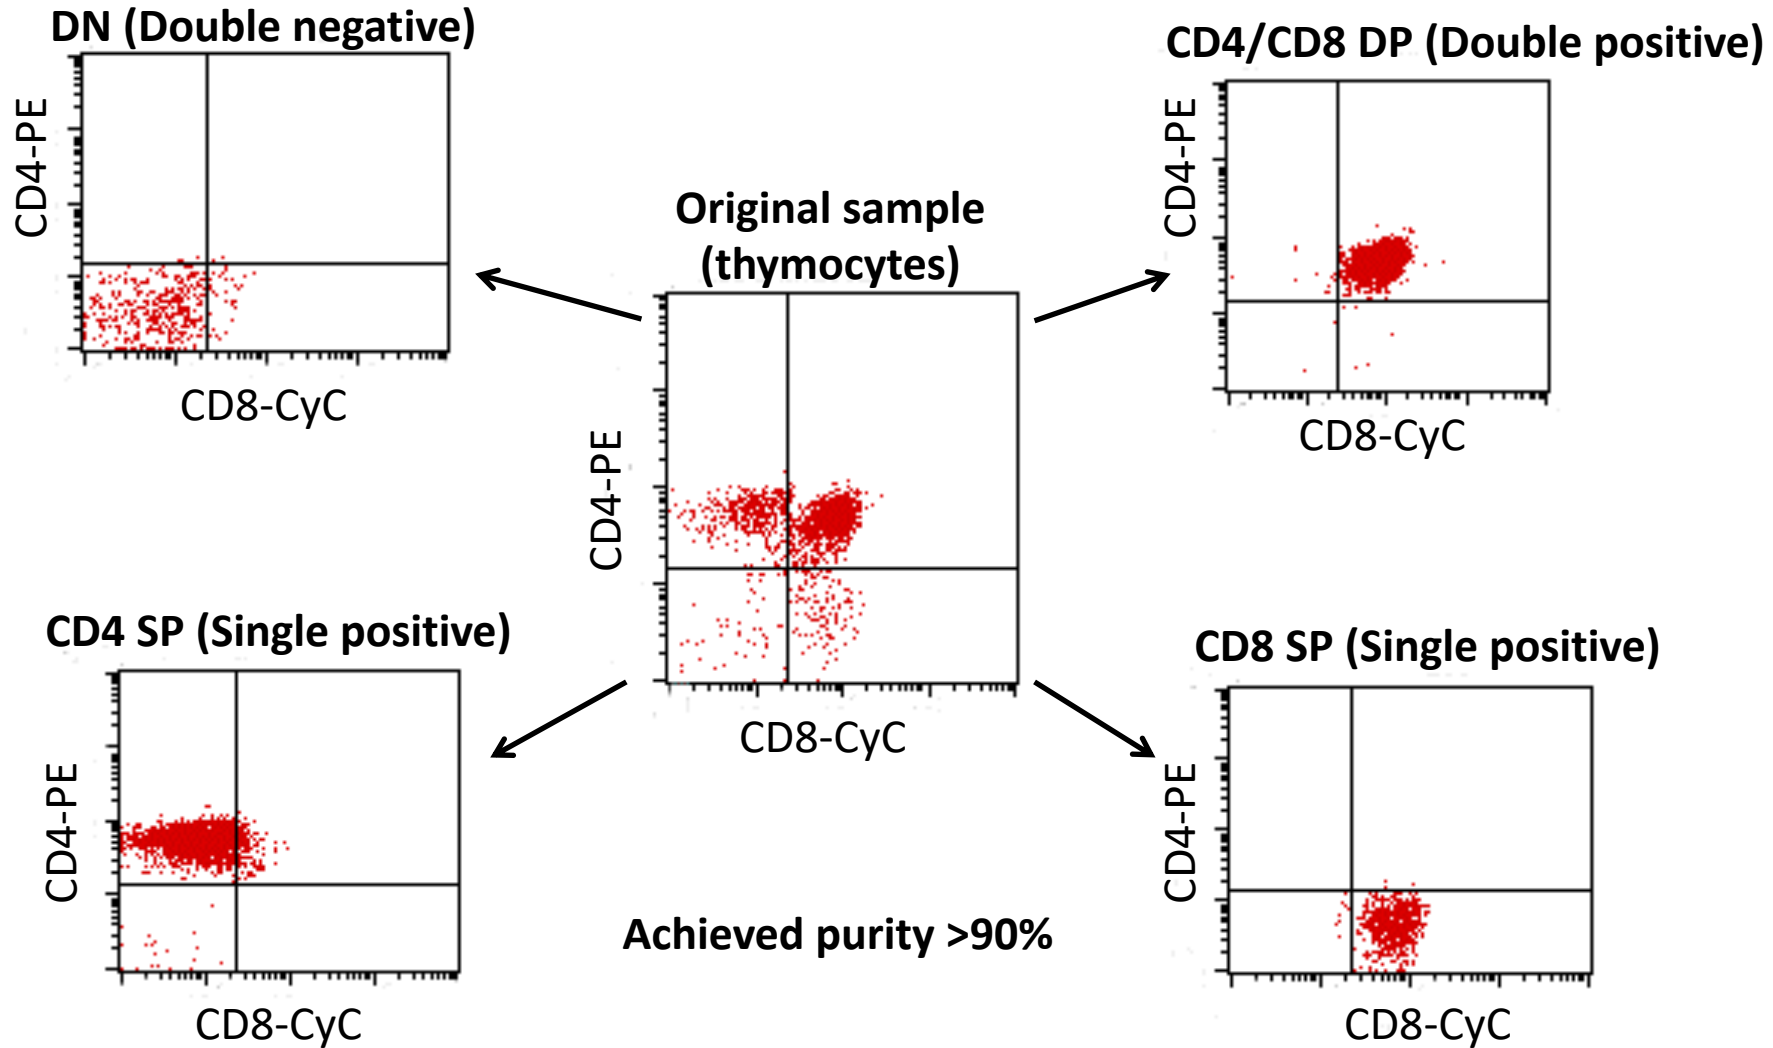 DN (Double negative)
CD4-PE
CD8-CyC
CD4/CD8 DP (Double positive)
CD4-PE
CD8-CyC
Original sample
(thymocytes)
CD4-PE
CD8-CyC
CD4 SP (Single positive)
CD4-PE
CD8-CyC
CD8 SP (Single positive)
CD4-PE
CD8-CyC
Achieved purity >90%